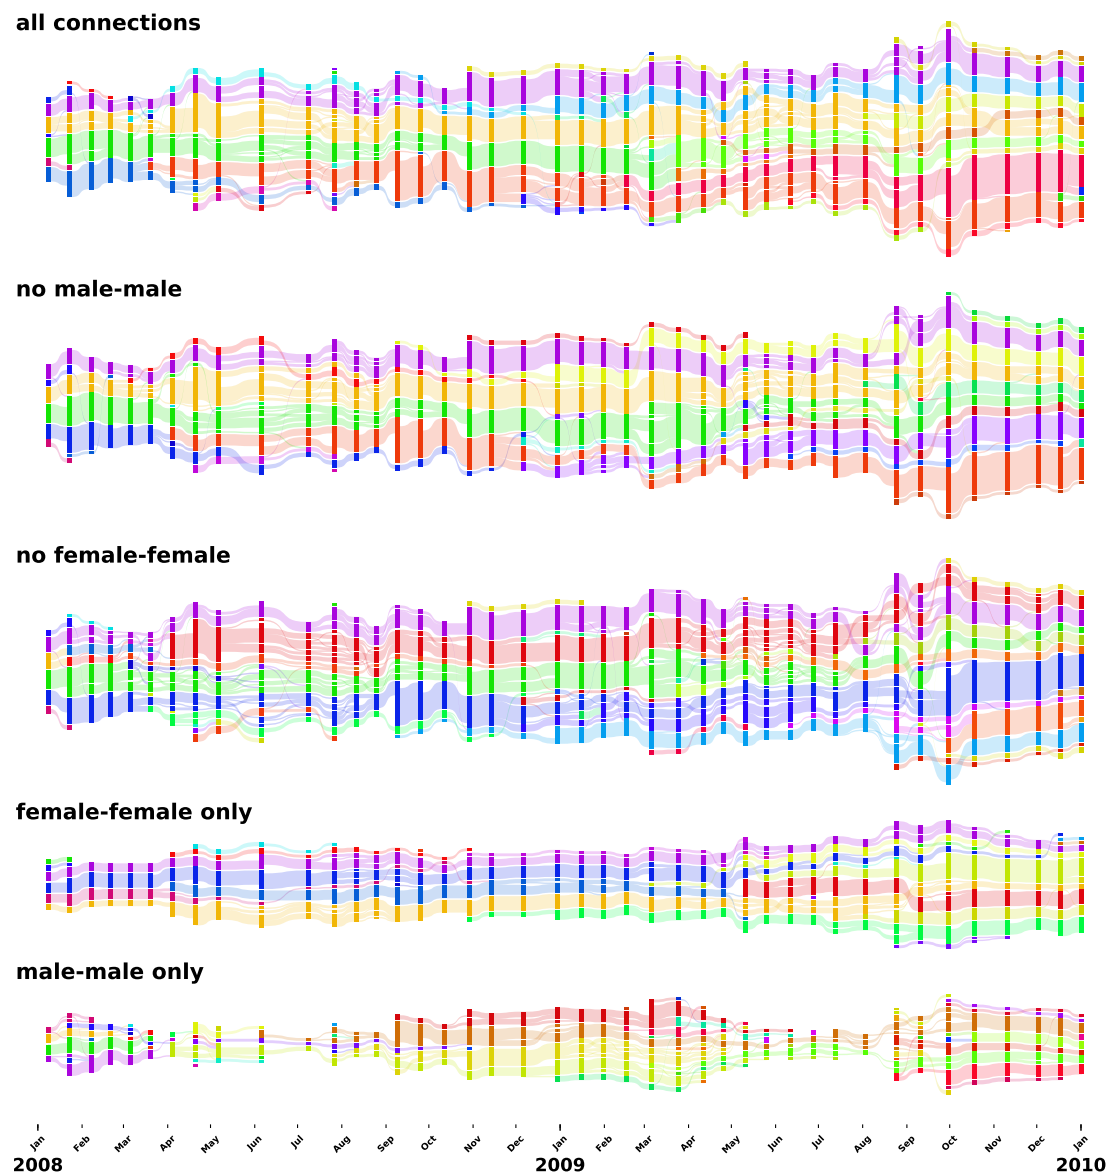 all connections
no male-male
no female-female
female-female only
male-male only
Jan Feb Mar Apr May Jun Jul Aug Sep Oct Nov Dec Jan Feb Mar Apr May Jun Jul Aug Sep Oct Nov Dec Jan
2008 2009 2010